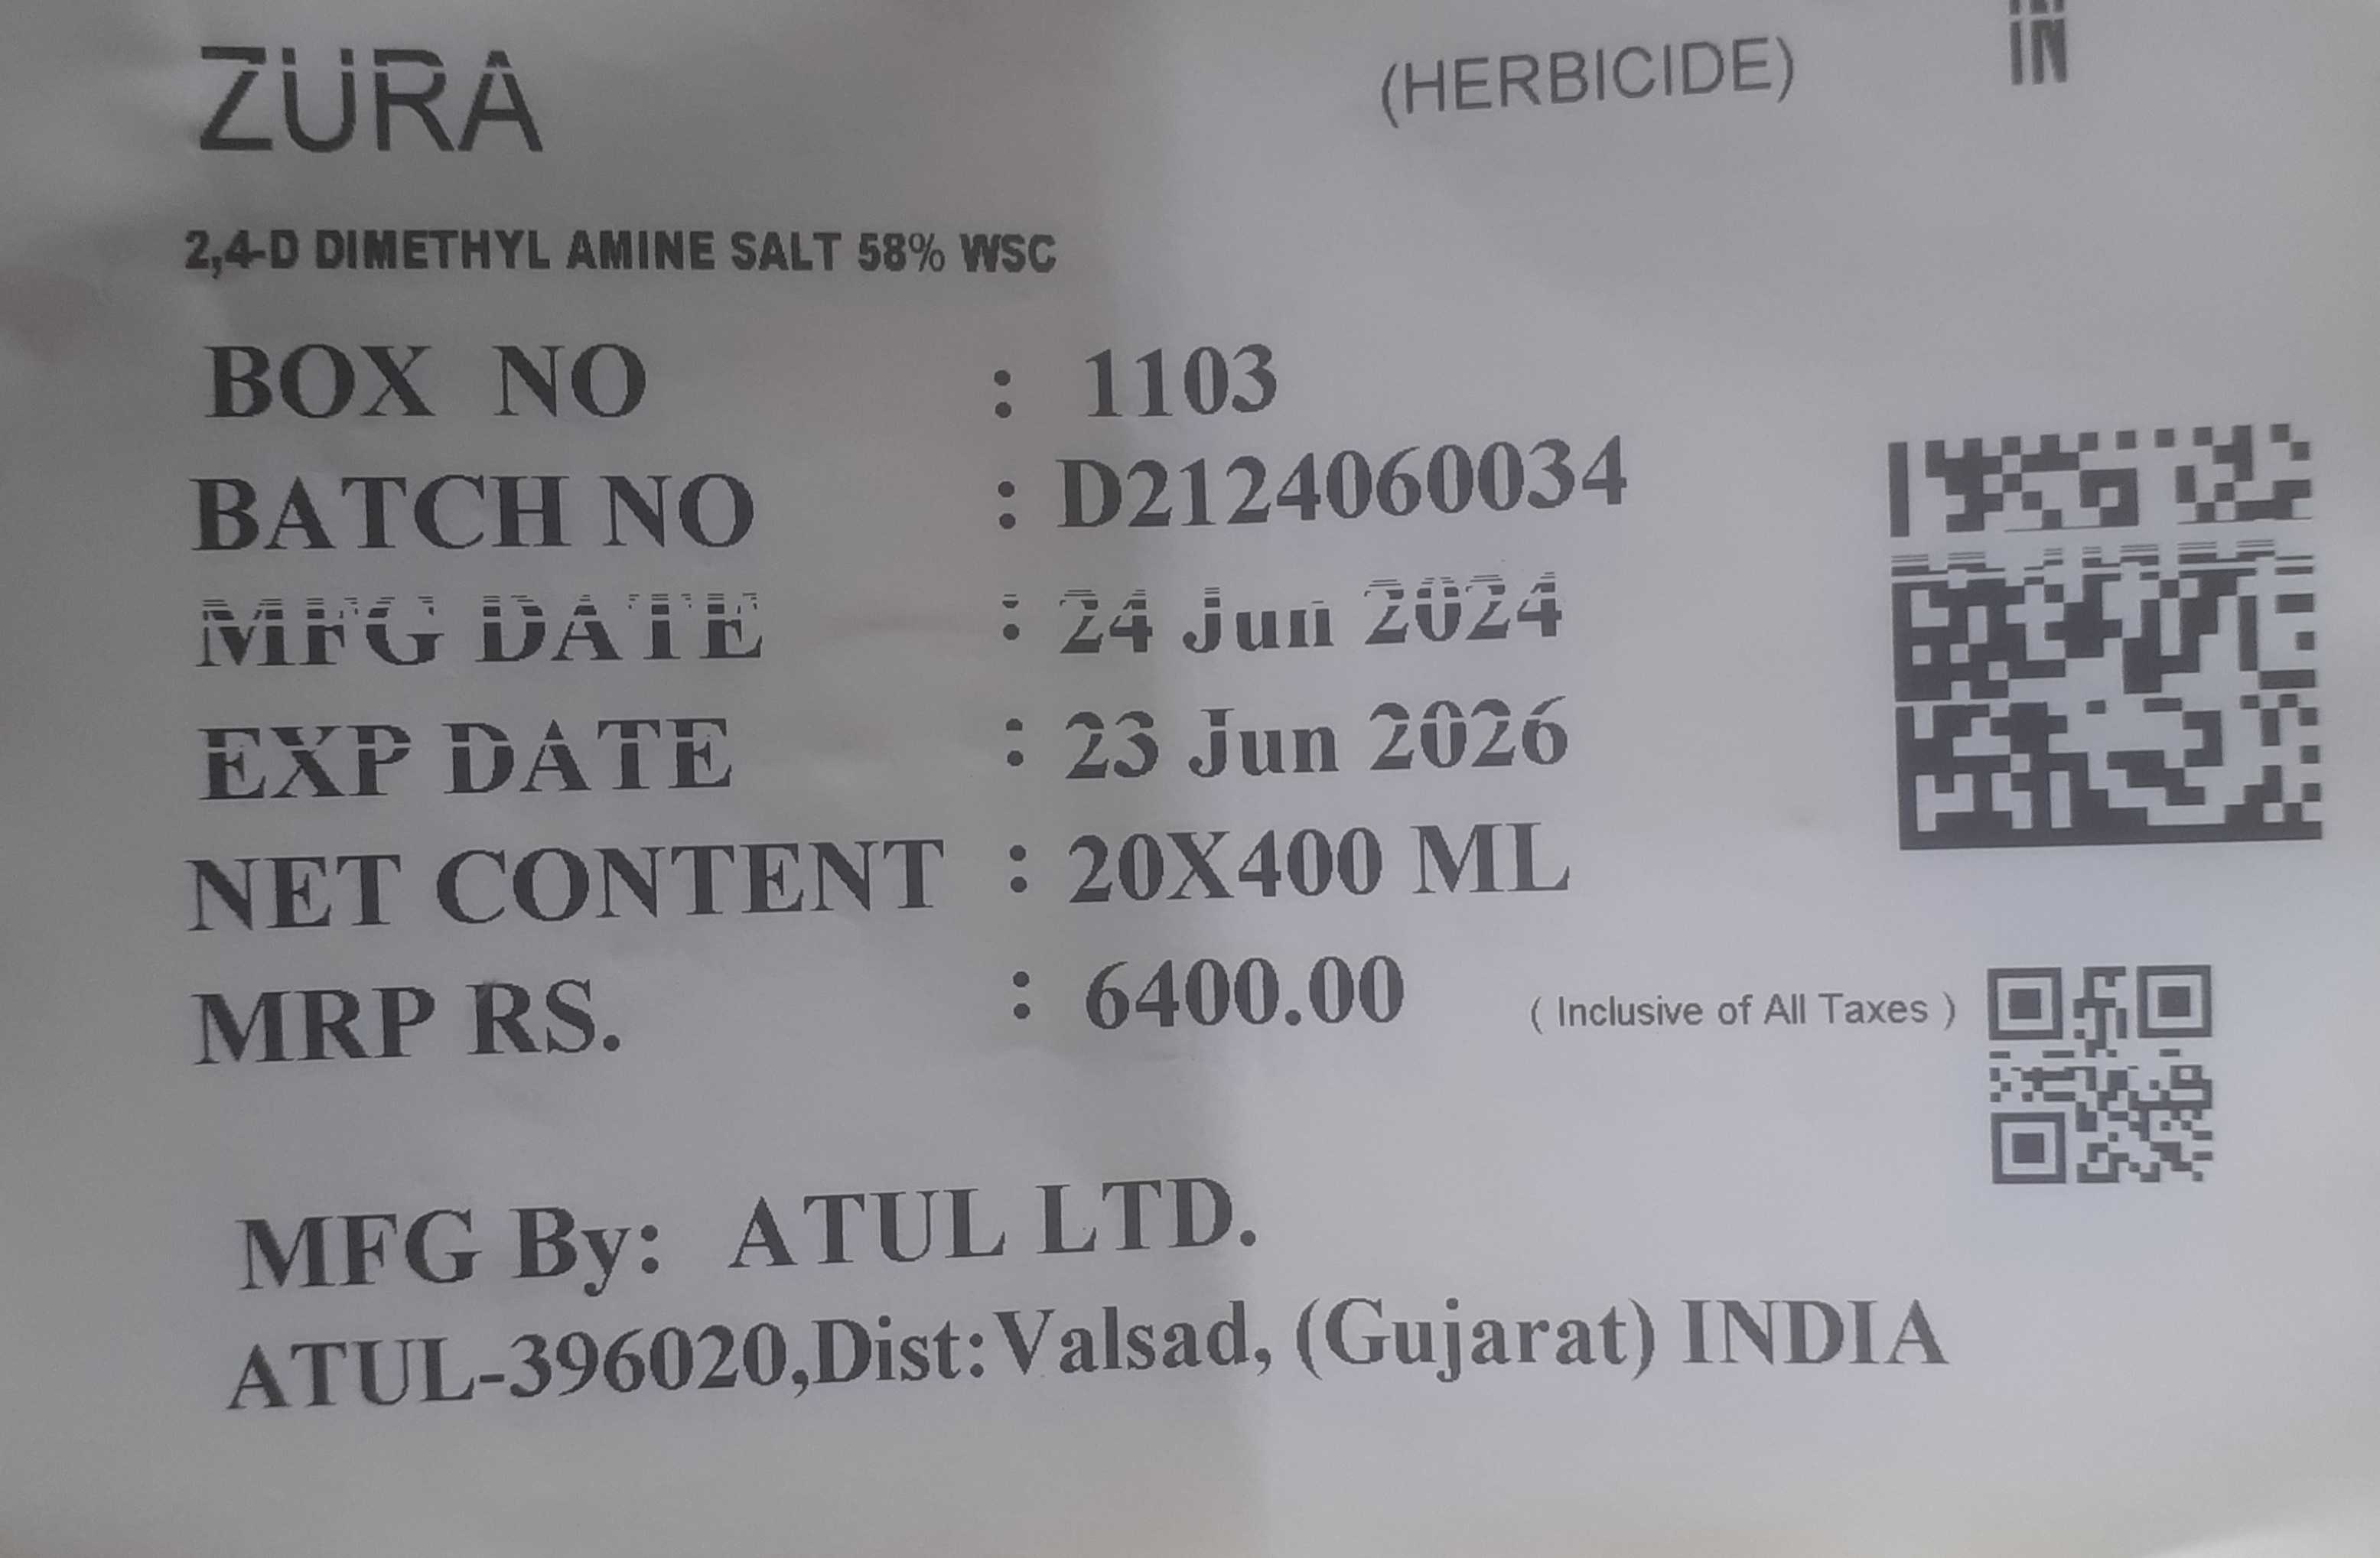 ZURA (HERBICIDE) IN
2,4-D DIMETHYL AMINE SALT 58% WSC
BOX NO : 1103
BATCH NO : D2124060034
MFG DATE : 24 Jun 2024
EXP DATE : 23 Jun 2026
NET CONTENT : 20X400 ML
MRP RS. : 6400.00 ( Inclusive of All Taxes )
MFG By: ATUL LTD.
ATUL-396020,Dist:Valsad, (Gujarat) INDIA